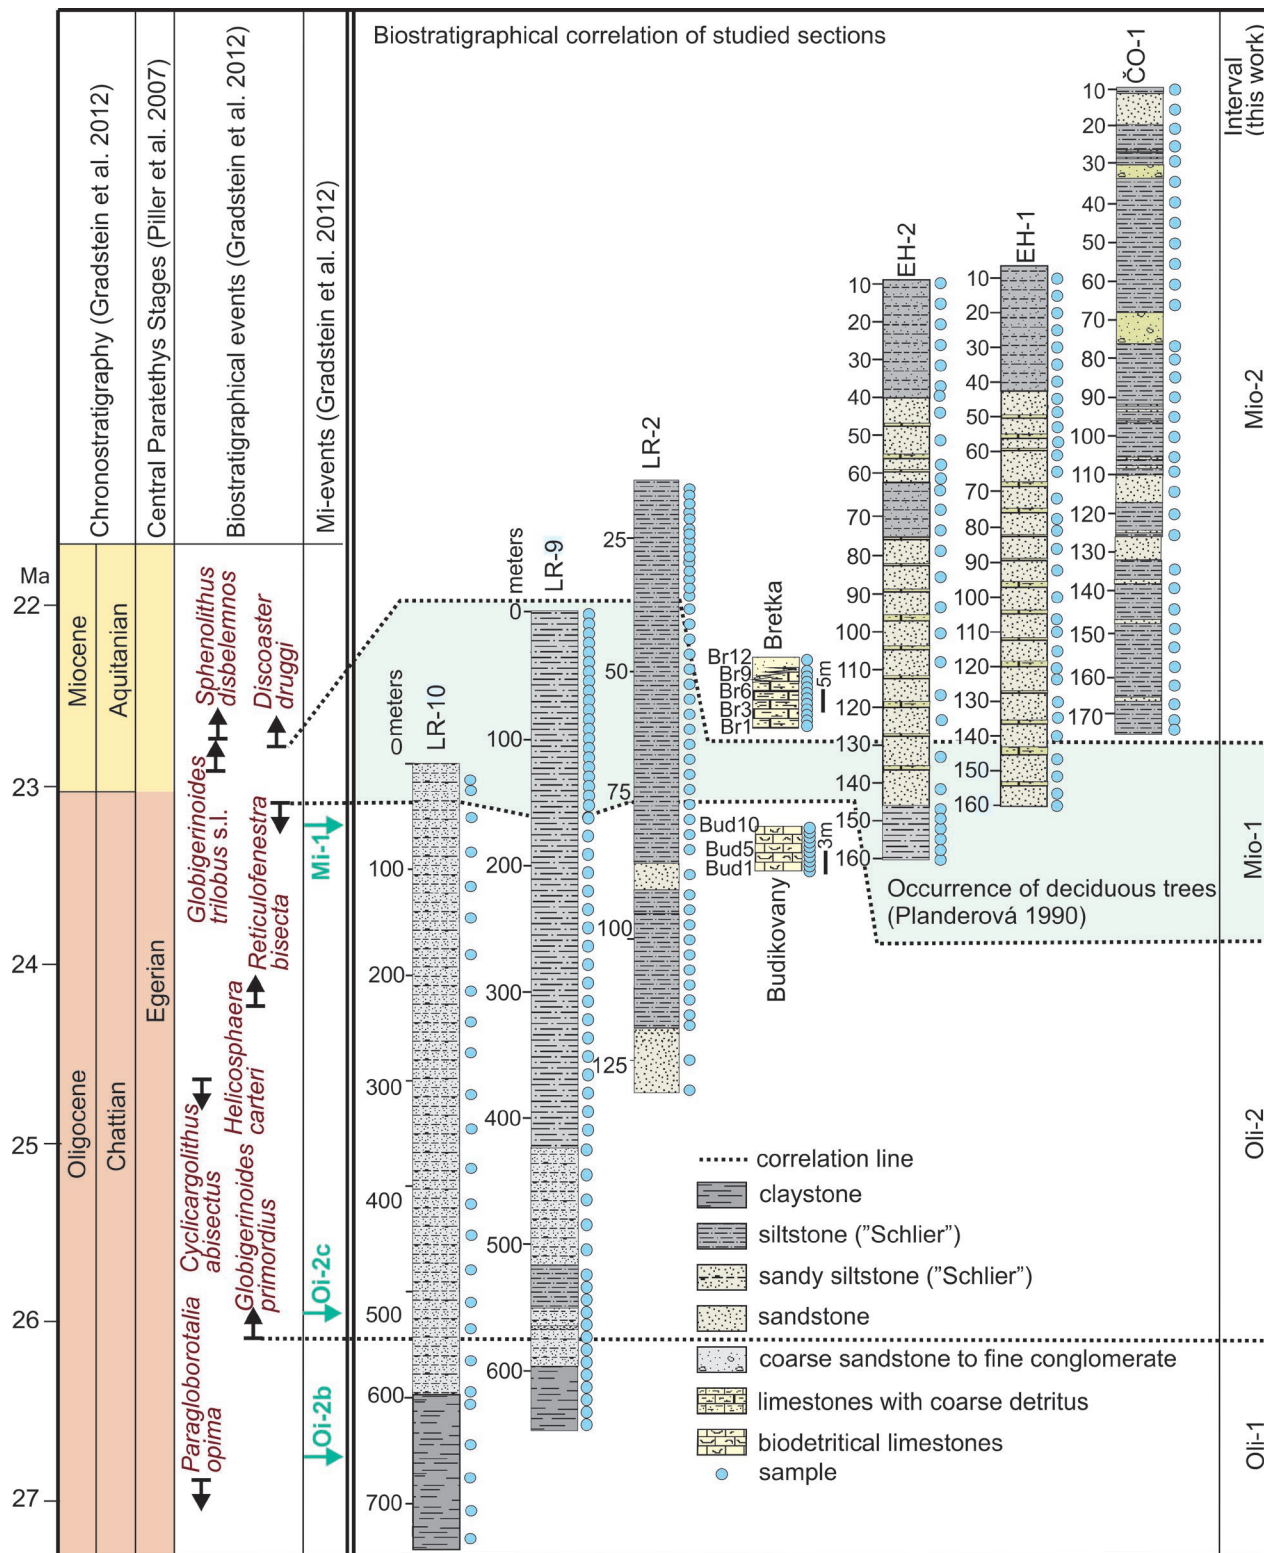 Biostratigraphical correlation of studied sections
Chronostratigraphy (Gradstein et al. 2012)
Central Paratethys Stages (Piller et al. 2007)
Biostratigraphical events (Gradstein et al. 2012)
Mi-events (Gradstein et al. 2012)
Interval
(this work)
Ma
22
23
24
25
26
27
Miocene
Aquitanian
Oligocene
Chattian
Egerian
Sphenolithus
disbelemnos
Discoaster
druggi
Globigerinoides
trilobus s.l.
Reticulofenestra
bisecta
Helicosphaera
carteri
Cyclicargolithus
abisectus
Globigerinoides
primordius
Paragloborotalia
opima
Mi-1
Oi-2c
Oi-2b
LR-10
meters
0
100
200
300
400
500
600
700
LR-9
meters
0
100
200
300
400
500
600
LR-2
25
50
75
100
125
Bretka
Br12
Br9
Br6
Br3
Br1
5m
Bud10
Bud5
Bud1
3m
Budikovany
EH-2
10
20
30
40
50
60
70
80
90
100
110
120
130
140
150
160
EH-1
10
20
30
40
50
60
70
80
90
100
110
120
130
140
150
160
ČO-1
10
20
30
40
50
60
70
80
90
100
110
120
130
140
150
160
170
Mio-2
Mio-1
Oli-2
Oli-1
Occurrence of deciduous trees
(Planderová 1990)
correlation line
claystone
siltstone ("Schlier")
sandy siltstone ("Schlier")
sandstone
coarse sandstone to fine conglomerate
limestones with coarse detritus
biodetritical limestones
sample